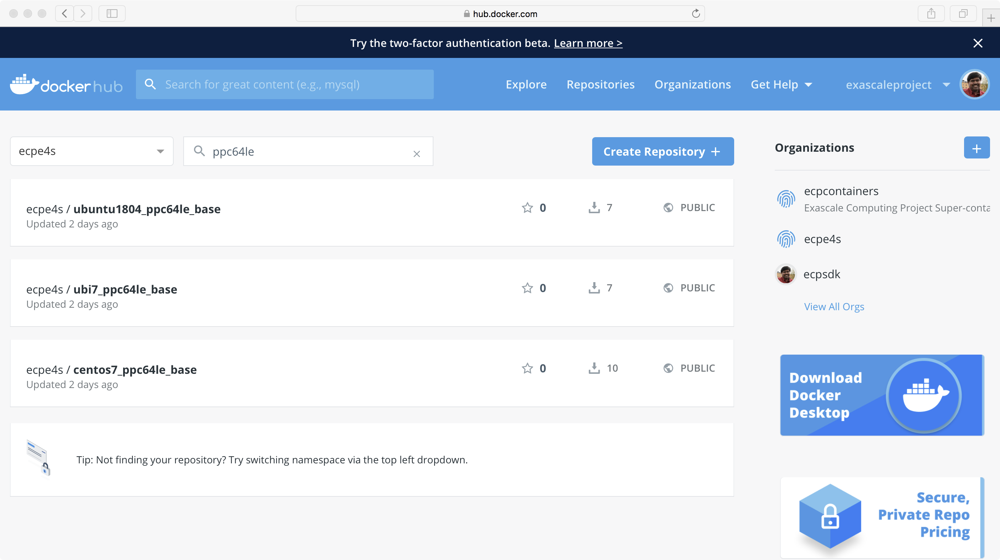 hub.docker.com
Try the two-factor authentication beta. Learn more >
docker hub
Search for great content (e.g., mysql)
Explore
Repositories
Organizations
Get Help
exascaleproject
ecpe4s
ppc64le
Create Repository +
ecpe4s / ubuntu1804_ppc64le_base
Updated 2 days ago
0
7
PUBLIC
ecpe4s / ubi7_ppc64le_base
Updated 2 days ago
0
7
PUBLIC
ecpe4s / centos7_ppc64le_base
Updated 2 days ago
0
10
PUBLIC
Tip: Not finding your repository? Try switching namespace via the top left dropdown.
Organizations
ecpcontainers
Exascale Computing Project Super-conta
ecpe4s
ecpsdk
View All Orgs
Download
Docker
Desktop
Secure,
Private Repo
Pricing